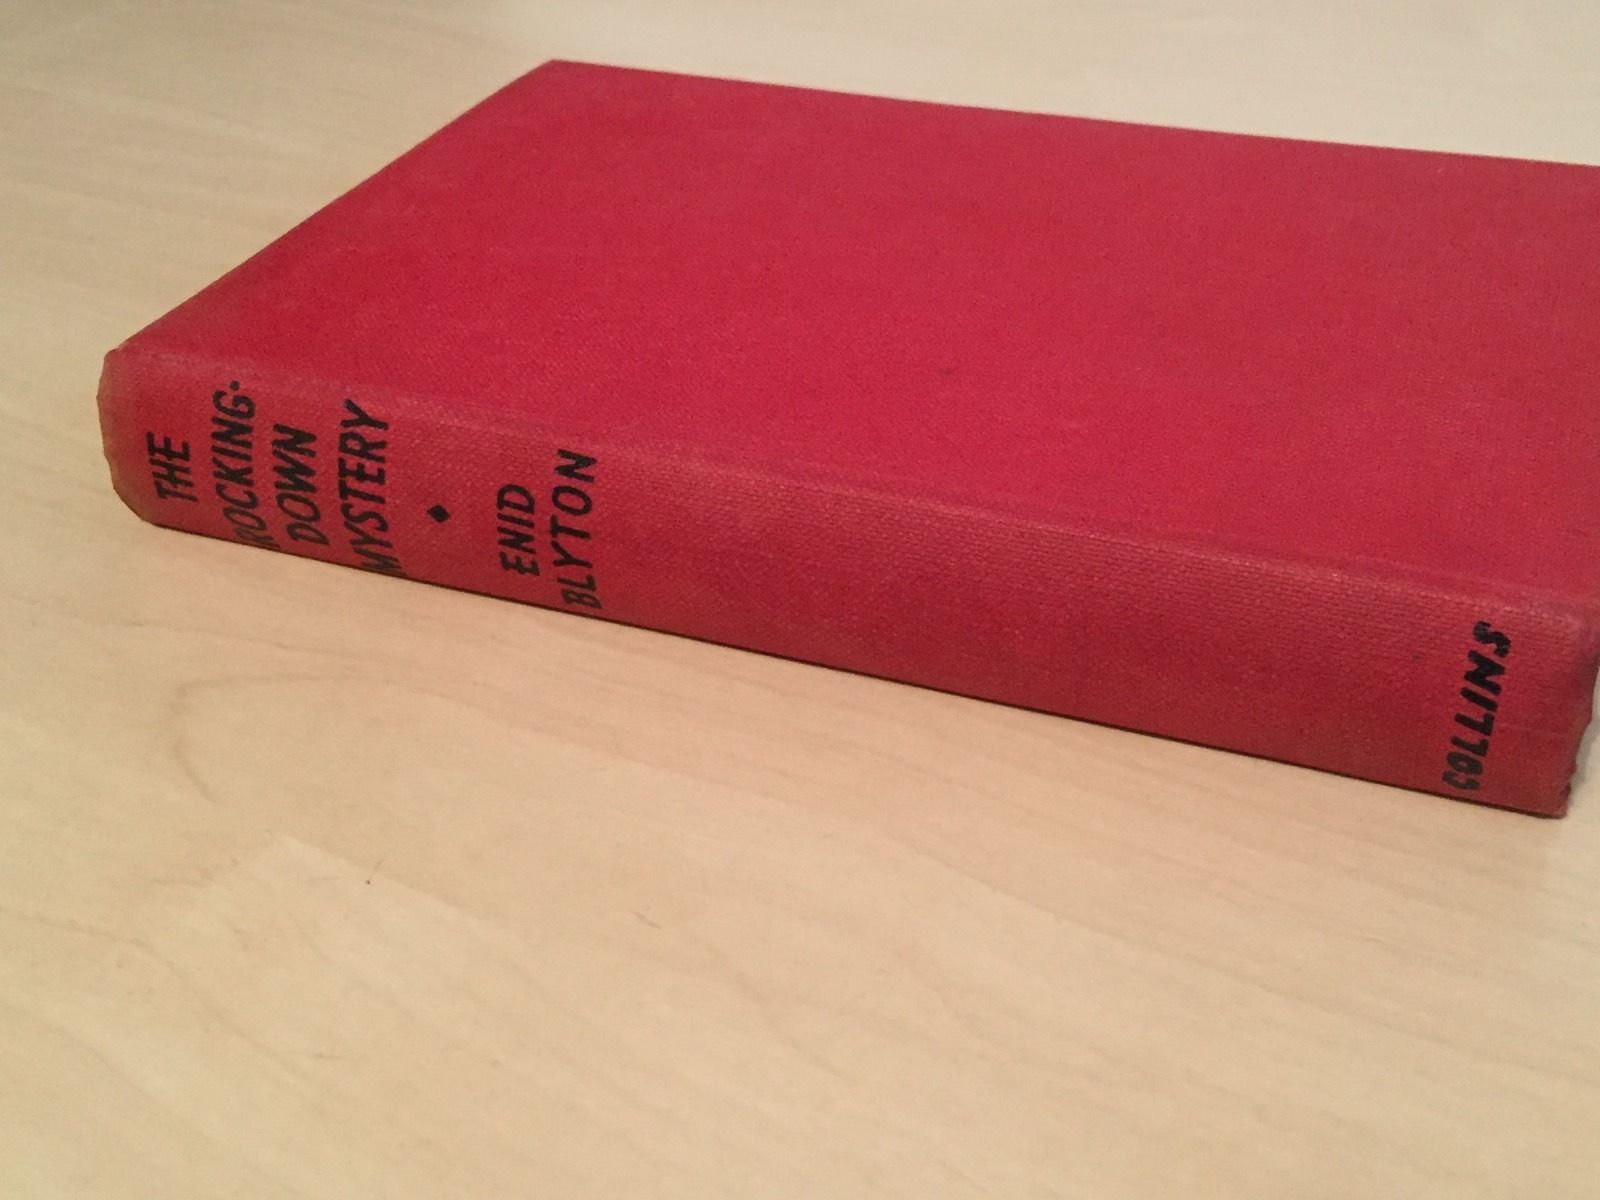 THE
ROCKING-
DOWN
MYSTERY
ENID
BLYTON
COLLINS